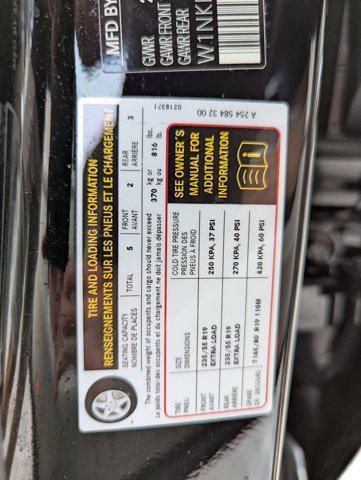 MFD BY
GVWR
GAWR FRONT
GAWR REAR
W1NK
TIRE AND LOADING INFORMATION
RENSEIGNEMENTS SUR LES PNEUS ET LE CHARGEMENT
SEATING CAPACITY TOTAL 5 FRONT 2 REAR 3
NOMBRE DE PLACES AVANT ARRIÈRE
The combined weight of occupants and cargo should never exceed 370 kg or 816 lbs.
Le poids total des occupants et du chargement ne doit jamais dépasser kg ou lb.
TIRE SIZE COLD TIRE PRESSURE
PNEU DIMENSIONS PRESSION DES PNEUS À FROID
FRONT 235/55 R19 250 KPA, 37 PSI
AVANT EXTRA LOAD
REAR 235/55 R19 270 KPA, 40 PSI
ARRIERE EXTRA LOAD
SPARE T145/80 R19 110M 420 KPA, 60 PSI
DE SECOURS
SEE OWNER'S
MANUAL FOR
ADDITIONAL
INFORMATION
0218371
A 254 584 32 00